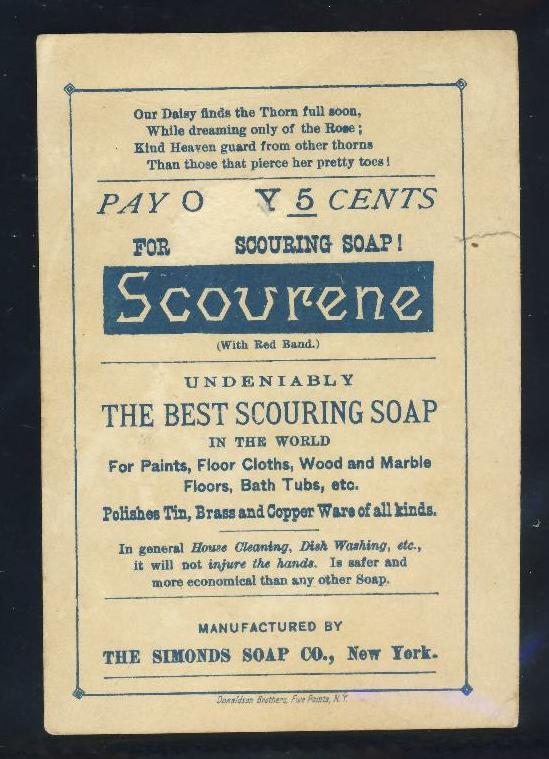 Our Daisy finds the Thorn full soon,
While dreaming only of the Rose;
Kind Heaven guard from other thorns
Than those that pierce her pretty toes!
PAY O Y 5 CENTS
FOR SCOURING SOAP!
Scourene
(With Red Band.)
UNDENIABLY
THE BEST SCOURING SOAP
IN THE WORLD
For Paints, Floor Cloths, Wood and Marble
Floors, Bath Tubs, etc.
Polishes Tin, Brass and Copper Ware of all kinds.
In general House Cleaning, Dish Washing, etc.,
it will not injure the hands. Is safer and
more economical than any other Soap.
MANUFACTURED BY
THE SIMONDS SOAP CO., New York.
Donaldson Brothers, Five Points, N.Y.